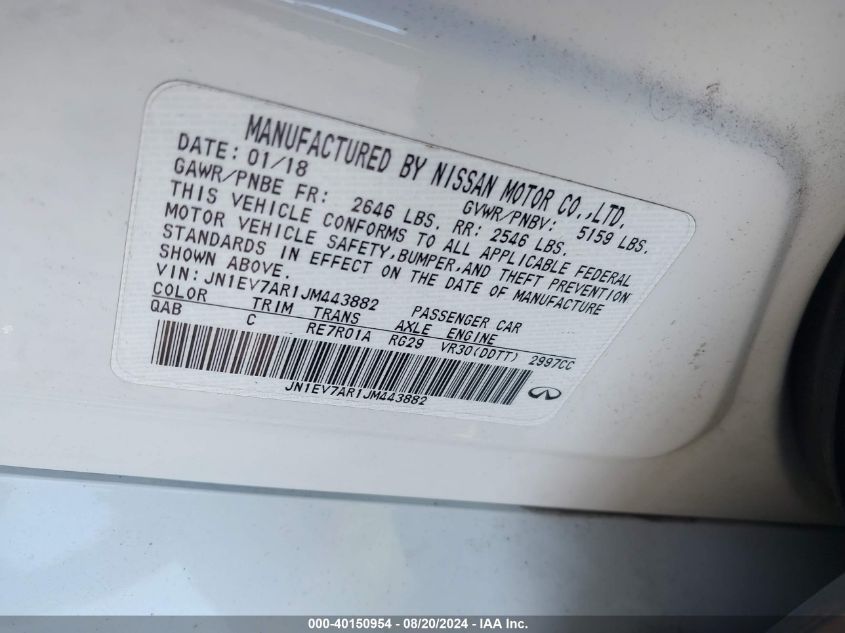 MANUFACTURED BY NISSAN MOTOR CO.,LTD.
DATE: 01/18 GVWR/PNBV: 5159 LBS.
GAWR/PNBE FR: 2646 LBS. RR: 2546 LBS.
THIS VEHICLE CONFORMS TO ALL APPLICABLE FEDERAL
MOTOR VEHICLE SAFETY, BUMPER, AND THEFT PREVENTION
STANDARDS IN EFFECT ON THE DATE OF MANUFACTURE
SHOWN ABOVE.
VIN: JN1EV7AR1JM443882 PASSENGER CAR
COLOR TRIM TRANS AXLE ENGINE
QAB C RE7R01A RG29 VR30(DDTT) 2997CC
JN1EV7AR1JM443882
000-40150954 - 08/20/2024 - IAA Inc.